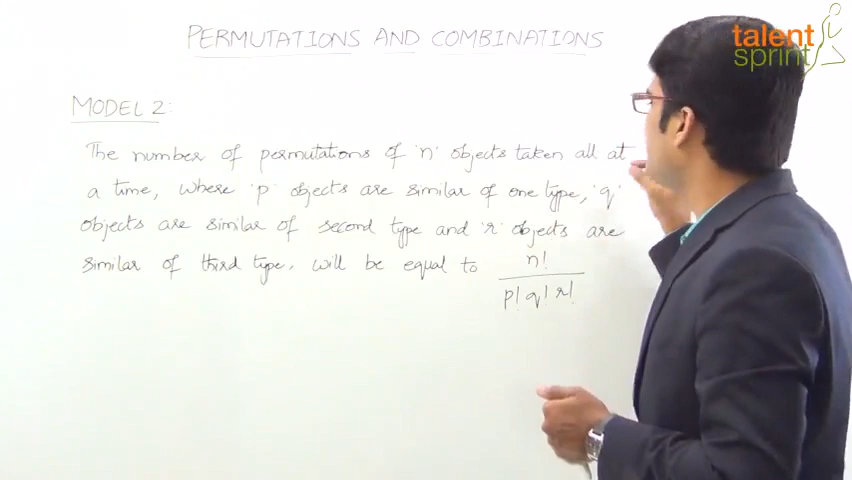 PERMUTATIONS AND COMBINATIONS
talent
sprint
MODEL 2:
The number of permutations of 'n' objects taken all at
a time, where 'p' objects are similar of one type, 'q'
objects are similar of second type and 'r' objects are
similar of third type, will be equal to n!
p! q! r!